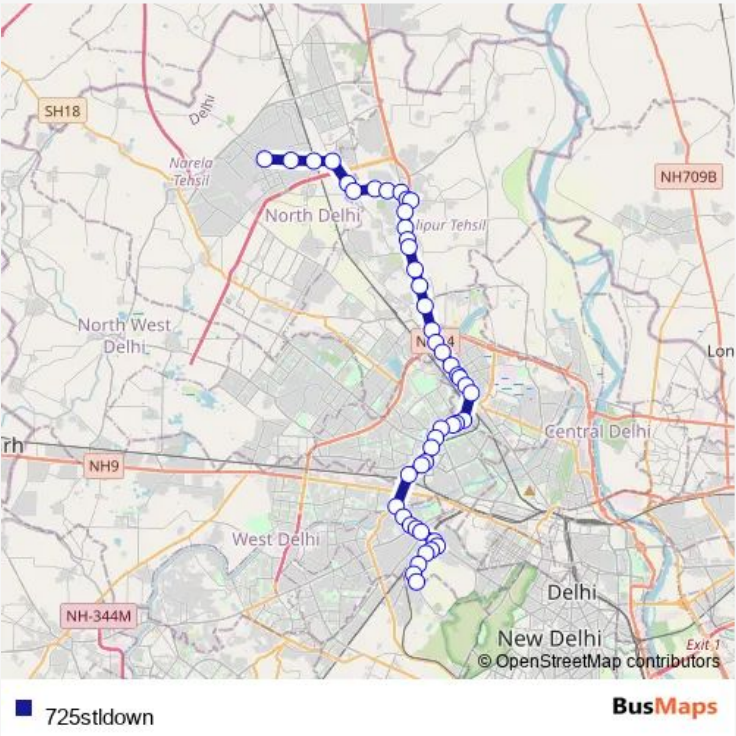 SH18
Delhi
Narela
Tehsil
NH709B
North Delhi
lipur Tehsil
North West
Delhi
Lon
Central Delhi
rh
NH9
West Delhi
Delhi
NH-344M
New Delhi
Exit 1
© OpenStreetMap contributors
725stldown
BusMaps